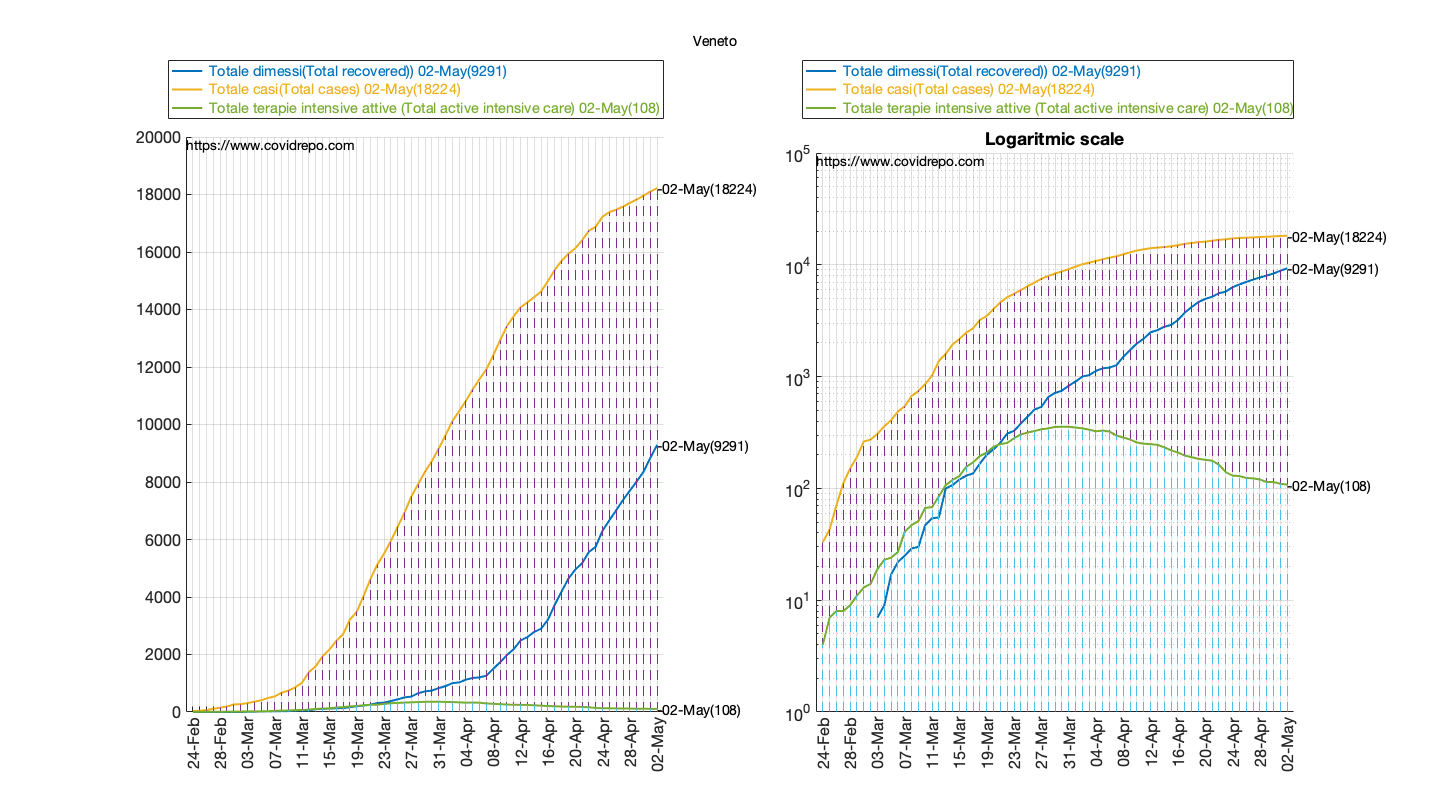 Veneto
Totale dimessi(Total recovered)) 02-May(9291)
Totale casi(Total cases) 02-May(18224)
Totale terapie intensive attive (Total active intensive care) 02-May(108)
20000
https://www.covidrepo.com
18000
16000
14000
12000
10000
8000
6000
4000
2000
0
02-May(18224)
02-May(9291)
02-May(108)
24-Feb
28-Feb
03-Mar
07-Mar
11-Mar
15-Mar
19-Mar
23-Mar
27-Mar
31-Mar
04-Apr
08-Apr
12-Apr
16-Apr
20-Apr
24-Apr
28-Apr
02-May
Totale dimessi(Total recovered)) 02-May(9291)
Totale casi(Total cases) 02-May(18224)
Totale terapie intensive attive (Total active intensive care) 02-May(108)
Logaritmic scale
10^5
https://www.covidrepo.com
10^4
10^3
10^2
10^1
10^0
02-May(18224)
02-May(9291)
02-May(108)
24-Feb
28-Feb
03-Mar
07-Mar
11-Mar
15-Mar
19-Mar
23-Mar
27-Mar
31-Mar
04-Apr
08-Apr
12-Apr
16-Apr
20-Apr
24-Apr
28-Apr
02-May